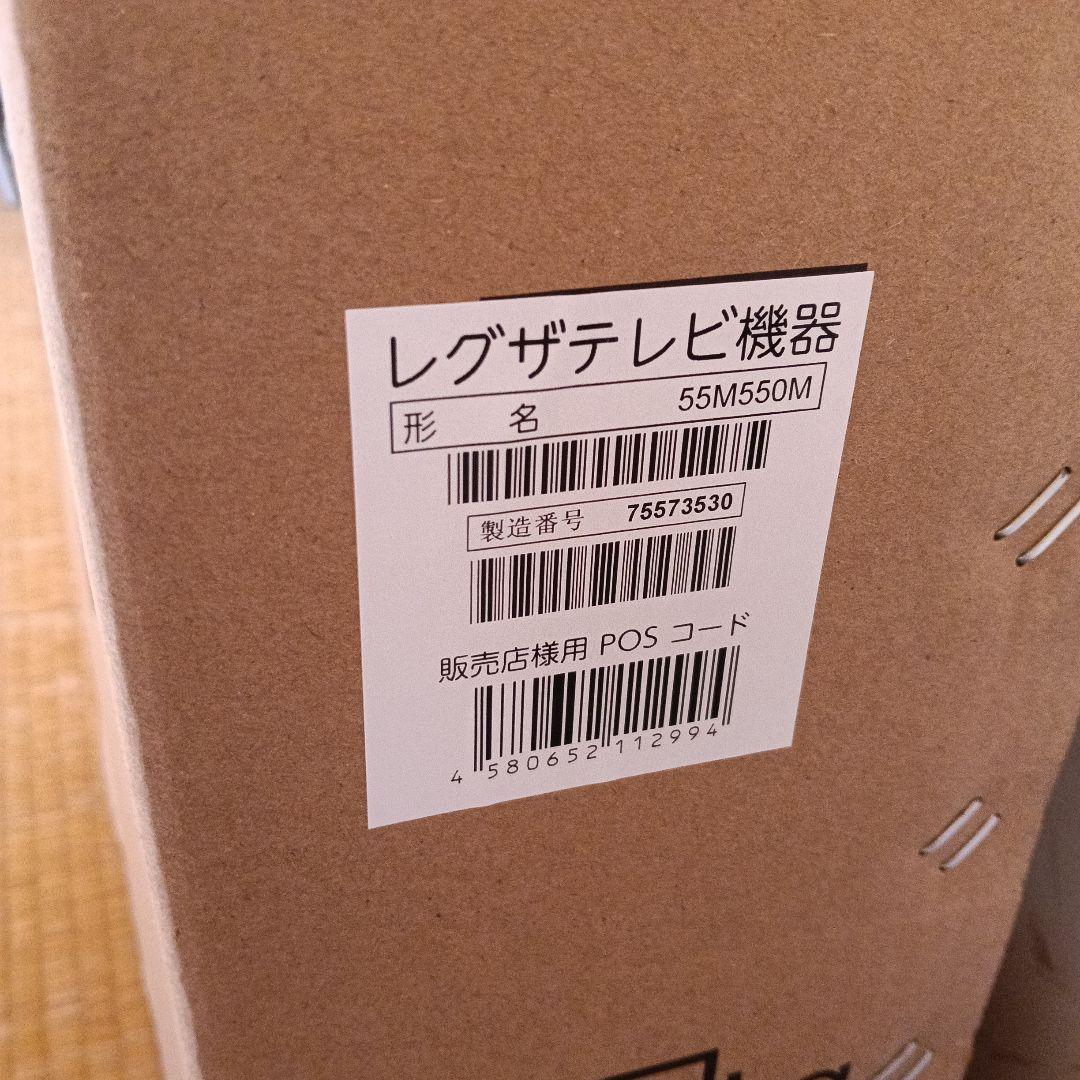 レグザテレビ機器
形名 55M550M
製造番号 75573530
販売店様用 POS コード
4 580652 112994